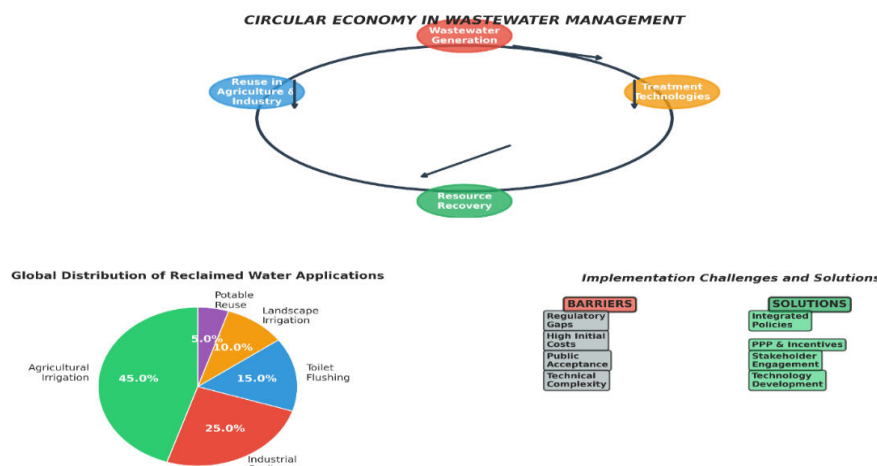 CIRCULAR ECONOMY IN WASTEWATER MANAGEMENT
Wastewater
Generation
Reuse in
Agriculture &
Industry
Treatment
Technologies
Resource
Recovery
Global Distribution of Reclaimed Water Applications
Potable
Reuse
Landscape
Irrigation
5.0%
10.0%
Agricultural
Irrigation
45.0%
15.0%
Toilet
Flushing
25.0%
Industrial
Implementation Challenges and Solutions
BARRIERS
SOLUTIONS
Regulatory
Gaps
Integrated
Policies
High Initial
Costs
PPP & Incentives
Public
Acceptance
Stakeholder
Engagement
Technical
Complexity
Technology
Development